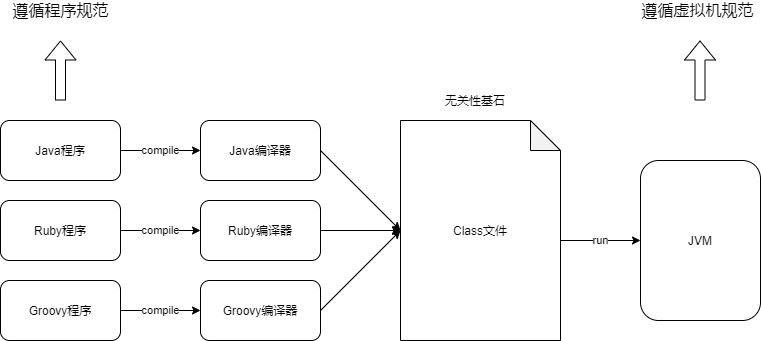 遵循程序规范
遵循虚拟机规范
无关性基石
Java程序
compile
Java编译器
Ruby程序
compile
Ruby编译器
Class文件
run
JVM
Groovy程序
compile
Groovy编译器